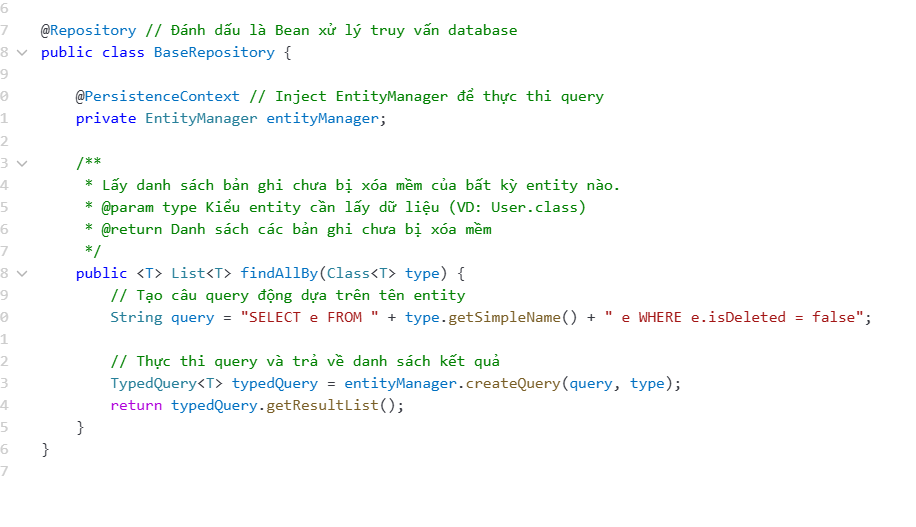 6
7 @Repository // Đánh dấu là Bean xử lý truy vấn database
8 public class BaseRepository {
9
0 @PersistenceContext // Inject EntityManager để thực thi query
1 private EntityManager entityManager;
2
3 /**
4 * Lấy danh sách bản ghi chưa bị xóa mềm của bất kỳ entity nào.
5 * @param type Kiểu entity cần lấy dữ liệu (VD: User.class)
6 * @return Danh sách các bản ghi chưa bị xóa mềm
7 */
8 public <T> List<T> findAllBy(Class<T> type) {
9 // Tạo câu query động dựa trên tên entity
0 String query = "SELECT e FROM " + type.getSimpleName() + " e WHERE e.isDeleted = false";
1
2 // Thực thi query và trả về danh sách kết quả
3 TypedQuery<T> typedQuery = entityManager.createQuery(query, type);
4 return typedQuery.getResultList();
5 }
6 }
7